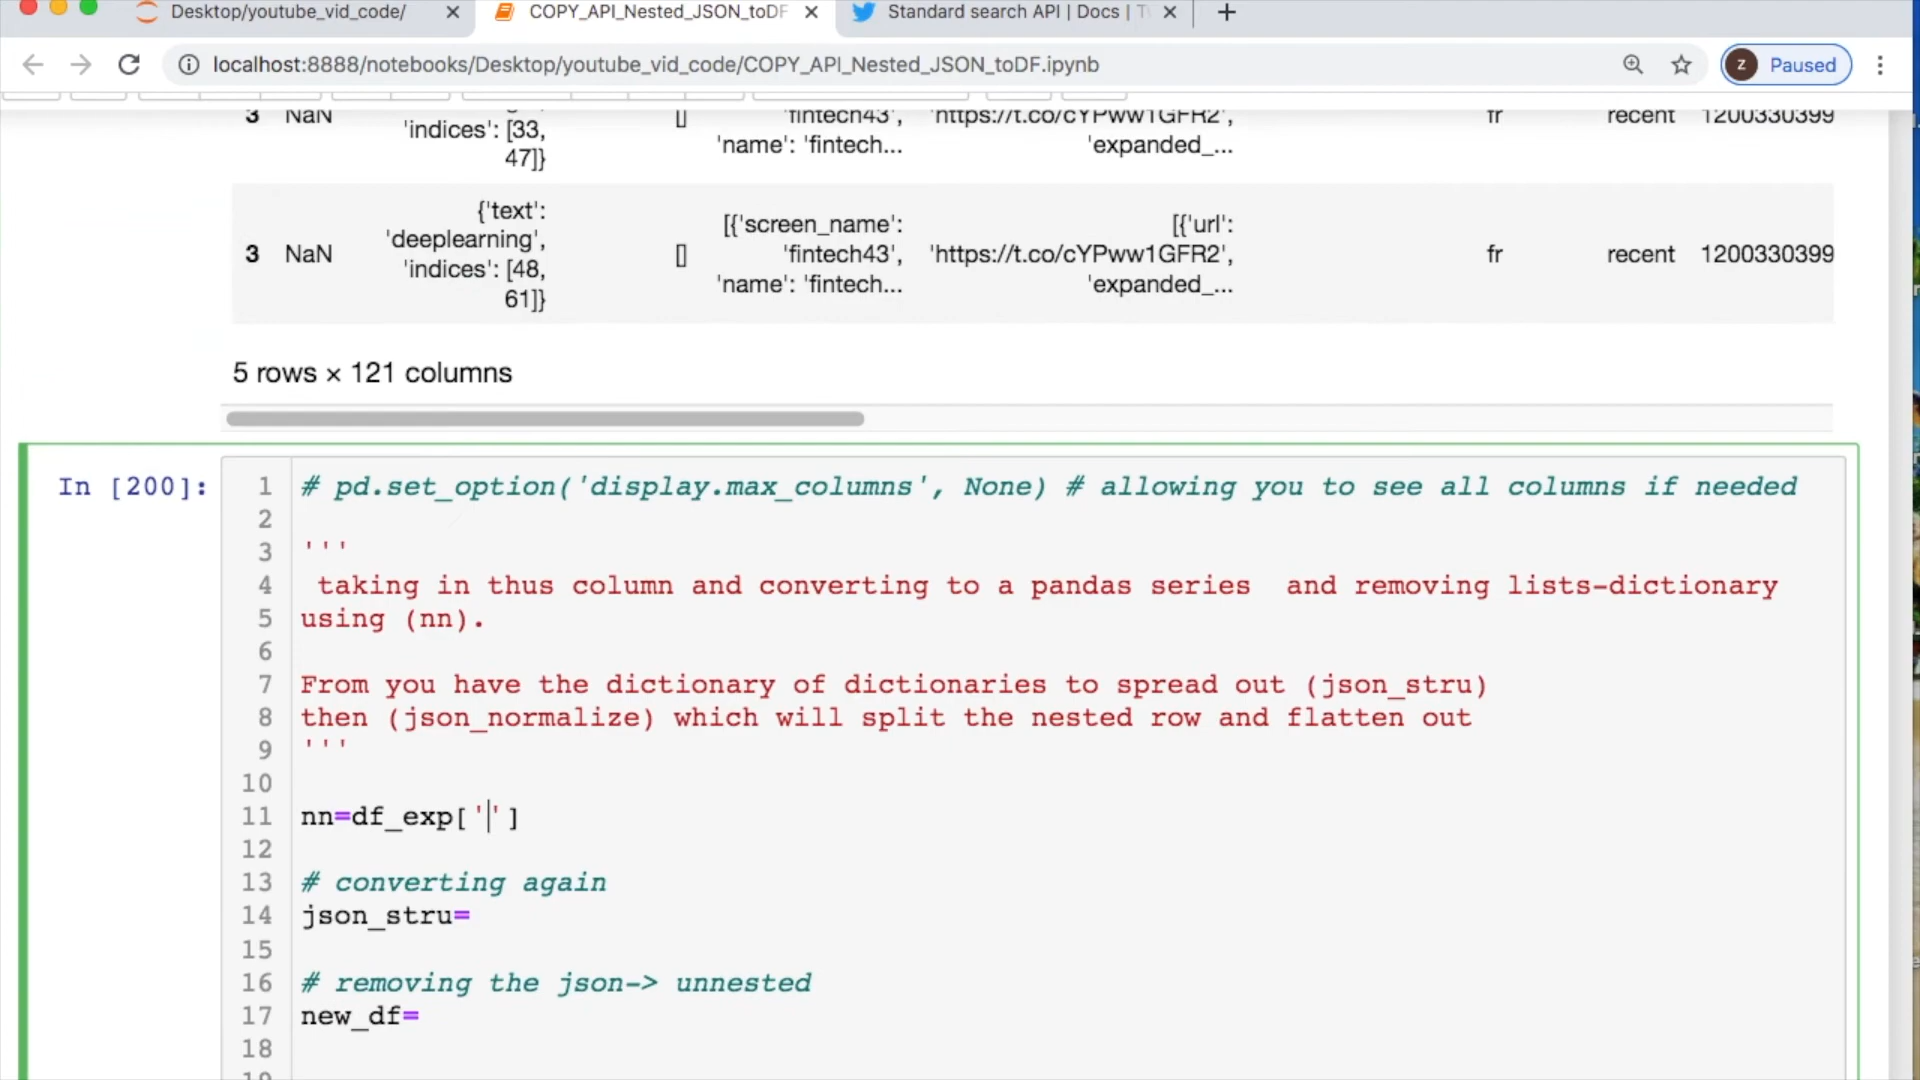 Desktop/youtube_vid_code/
COPY_API_Nested_JSON_toDF
Standard search API | Docs |
localhost:8888/notebooks/Desktop/youtube_vid_code/COPY_API_Nested_JSON_toDF.ipynb
z Paused
3 NaN 'indices': [33, 47]} [] 'fintech43', 'name': 'fintech... 'https://t.co/cYPww1GFR2', 'expanded_... fr recent 1200330399
3 NaN {'text': 'deeplearning', 'indices': [48, 61]} [] [{'screen_name': 'fintech43', 'name': 'fintech... [{'url': 'https://t.co/cYPww1GFR2', 'expanded_... fr recent 1200330399
5 rows × 121 columns
In [200]:
1 # pd.set_option('display.max_columns', None) # allowing you to see all columns if needed
2
3 '''
4 taking in thus column and converting to a pandas series  and removing lists-dictionary
5 using (nn).
6
7 From you have the dictionary of dictionaries to spread out (json_stru)
8 then (json_normalize) which will split the nested row and flatten out
9 '''
10
11 nn=df_exp['']
12
13 # converting again
14 json_stru=
15
16 # removing the json-> unnested
17 new_df=
18
19